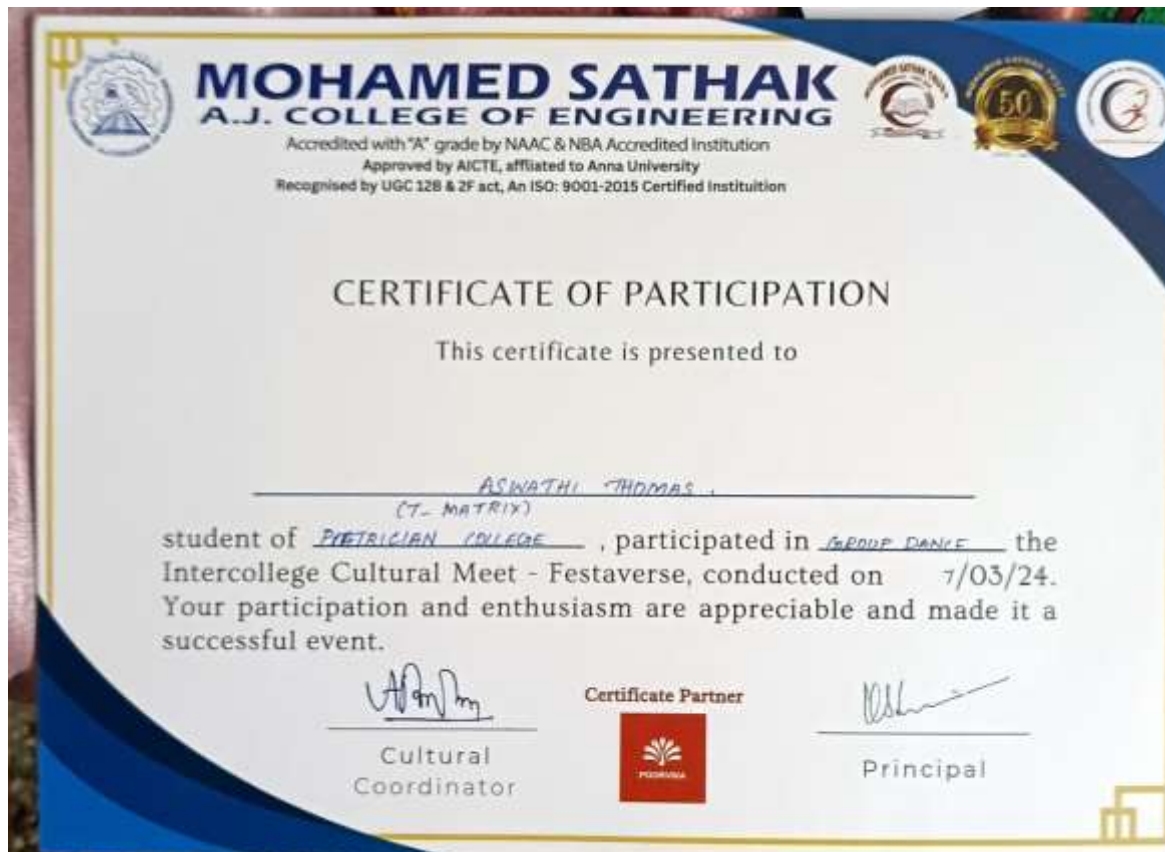 MOHAMED SATHAK
A.J. COLLEGE OF ENGINEERING
Accredited with "A" grade by NAAC & NBA Accredited Institution
Approved by AICTE, affliated to Anna University
Recognised by UGC 12B & 2F act, An ISO: 9001-2015 Certified Instituition
50
CERTIFICATE OF PARTICIPATION
This certificate is presented to
ASWATHI THOMAS.
(T- MATRIX)
student of COLLEGE , participated in GROUP DANCE the
Intercollege Cultural Meet - Festaverse, conducted on 7/03/24.
Your participation and enthusiasm are appreciable and made it a
successful event.
Certificate Partner
Cultural
Coordinator
Principal